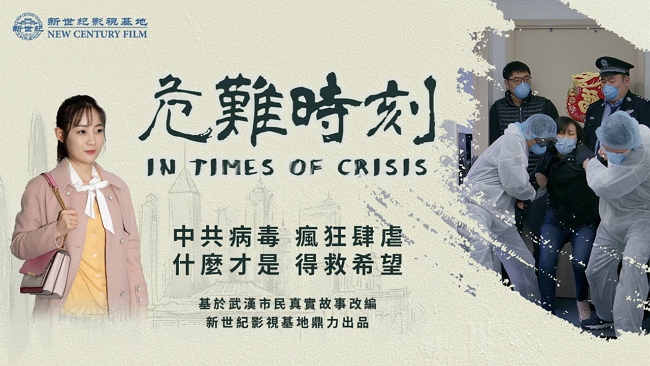 新世紀影視基地
NEW CENTURY FILM
新世紀
危難時刻
IN TIMES OF CRISIS
中共病毒 瘋狂肆虐
什麼才是 得救希望
基於武漢市民真實故事改編
新世紀影視基地鼎力出品